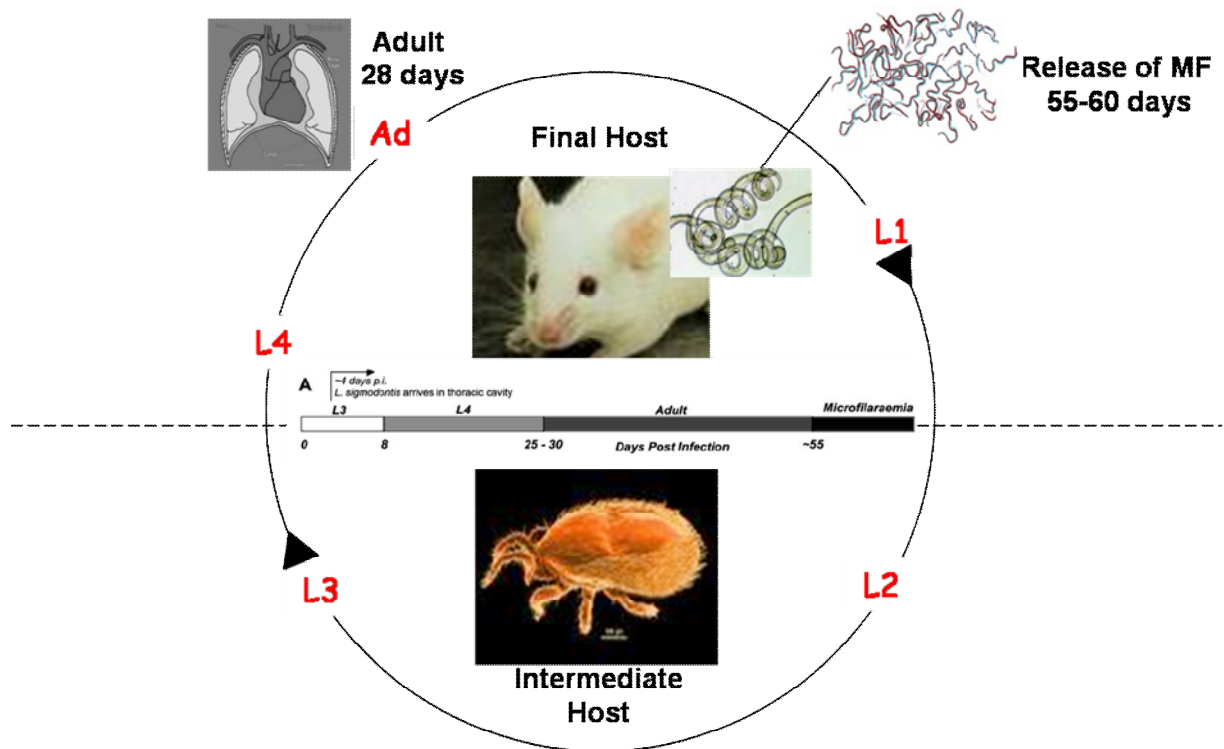 Adult
28 days
Release of MF
55-60 days
Ad
Final Host
L1
L4
A
~4 days p.i.
L. sigmodontis arrives in thoracic cavity
L3 L4 Adult Microfilaraemia
0 8 25 - 30 Days Post Infection ~55
L3
L2
Intermediate
Host